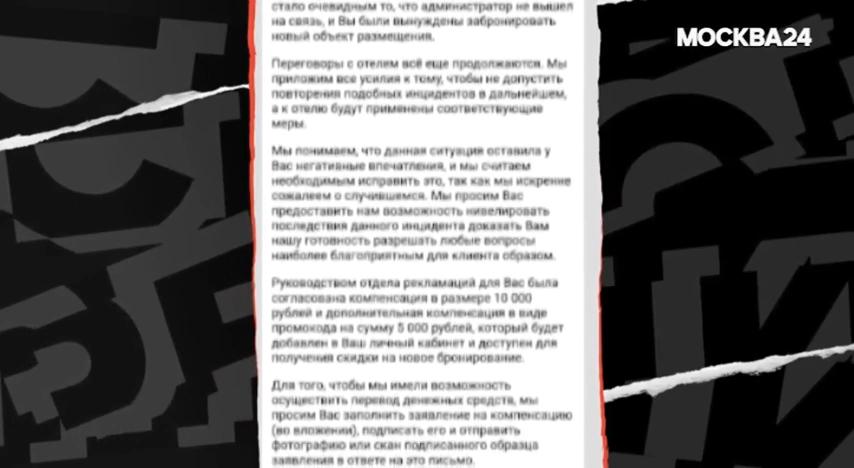 МОСКВА24
стало очевидным то, что администратор не вышел
на связь, и Вы были вынуждены забронировать
новый объект размещения.
Переговоры с отелем всё еще продолжаются. Мы
приложим все усилия к тому, чтобы не допустить
повторения подобных инцидентов в дальнейшем,
а к отелю будут применены соответствующие
меры.
Мы понимаем, что данная ситуация оставила у
Вас негативные впечатления, и мы считаем
необходимым исправить это, так как мы искренне
сожалеем о случившемся. Мы просим Вас
предоставить нам возможность нивелировать
последствия данного инцидента доказать Вам
нашу готовность разрешать любые вопросы
наиболее благоприятным для клиента образом.
Руководством отдела рекламаций для Вас была
согласована компенсация в размере 10 000
рублей и дополнительная компенсация в виде
промокода на сумму 5 000 рублей, который будет
добавлен в Ваш личный кабинет и доступен для
получения скидки на новое бронирование.
Для того, чтобы мы имели возможность
осуществить перевод денежных средств, мы
просим Вас заполнить заявление на компенсацию
(во вложении), подписать его и отправить
фотографию или скан подписанного образца
заявления в ответе на это письмо.